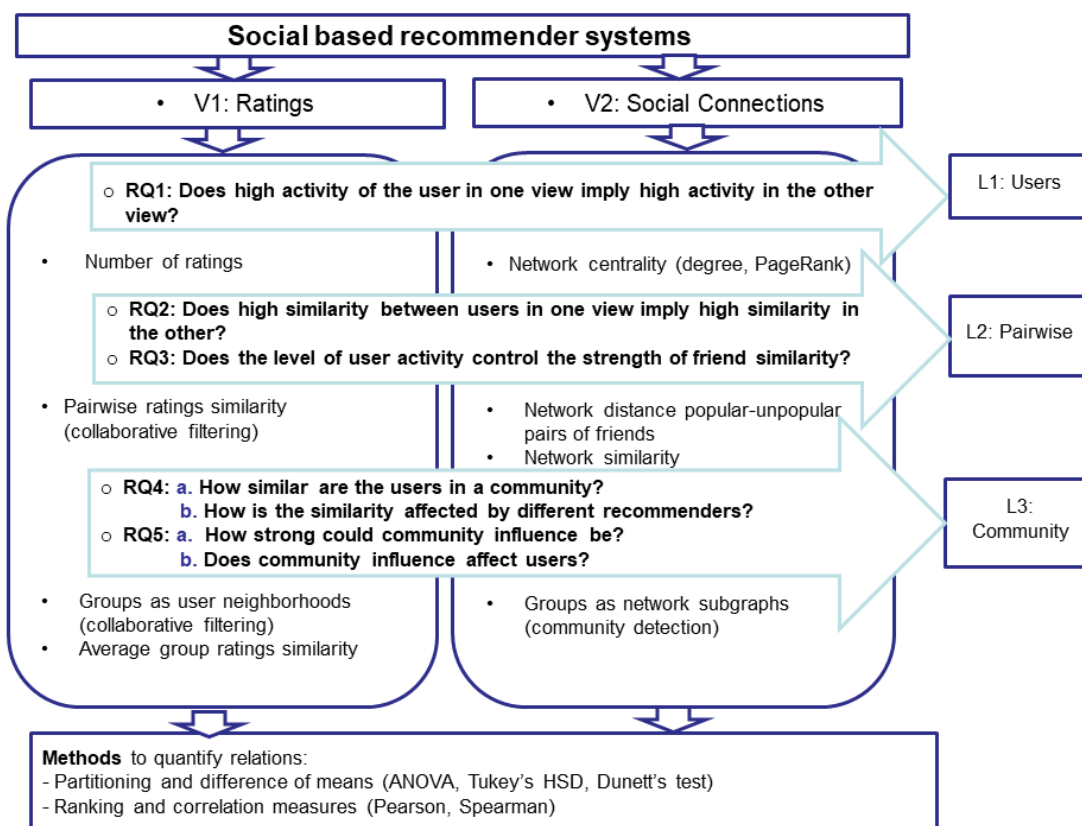 Social based recommender systems
• V1: Ratings
• V2: Social Connections
○ RQ1: Does high activity of the user in one view imply high activity in the other
view?
L1: Users
• Number of ratings
• Network centrality (degree, PageRank)
○ RQ2: Does high similarity between users in one view imply high similarity in
the other?
○ RQ3: Does the level of user activity control the strength of friend similarity?
L2: Pairwise
• Pairwise ratings similarity
(collaborative filtering)
• Network distance popular-unpopular
pairs of friends
• Network similarity
○ RQ4: a. How similar are the users in a community?
b. How is the similarity affected by different recommenders?
○ RQ5: a. How strong could community influence be?
b. Does community influence affect users?
L3:
Community
• Groups as user neighborhoods
(collaborative filtering)
• Average group ratings similarity
• Groups as network subgraphs
(community detection)
Methods to quantify relations:
- Partitioning and difference of means (ANOVA, Tukey's HSD, Dunett's test)
- Ranking and correlation measures (Pearson, Spearman)